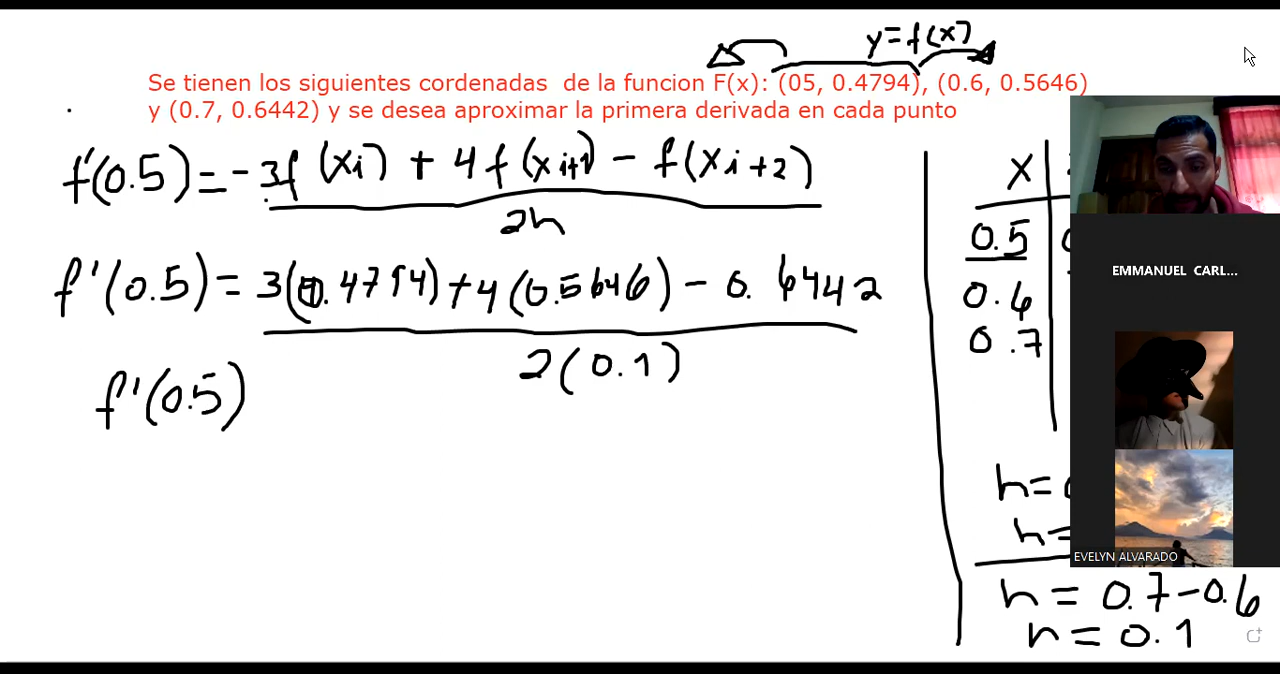 y=f(x)
Se tienen los siguientes cordenadas de la funcion F(x): (05, 0.4794), (0.6, 0.5646)
y (0.7, 0.6442) y se desea aproximar la primera derivada en cada punto
f'(0.5)=-3f(xi)+4f(xi+1)-f(xi+2)
2h
f'(0.5)=3(0.4794)+4(0.5646)-0.6442
2(0.1)
f'(0.5)
x
0.5
0.6
0.7
h=
h=
h=0.7-0.6
h=0.1
EMMANUEL CARL...
EVELYN ALVARADO